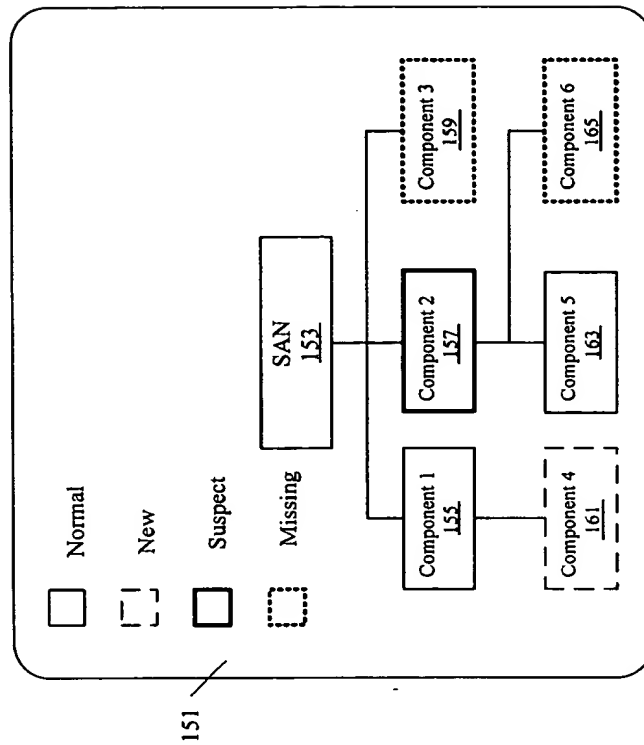 Normal
New
Suspect
Missing
SAN
153
Component 1
155
Component 2
157
Component 3
159
Component 4
161
Component 5
163
Component 6
165
151